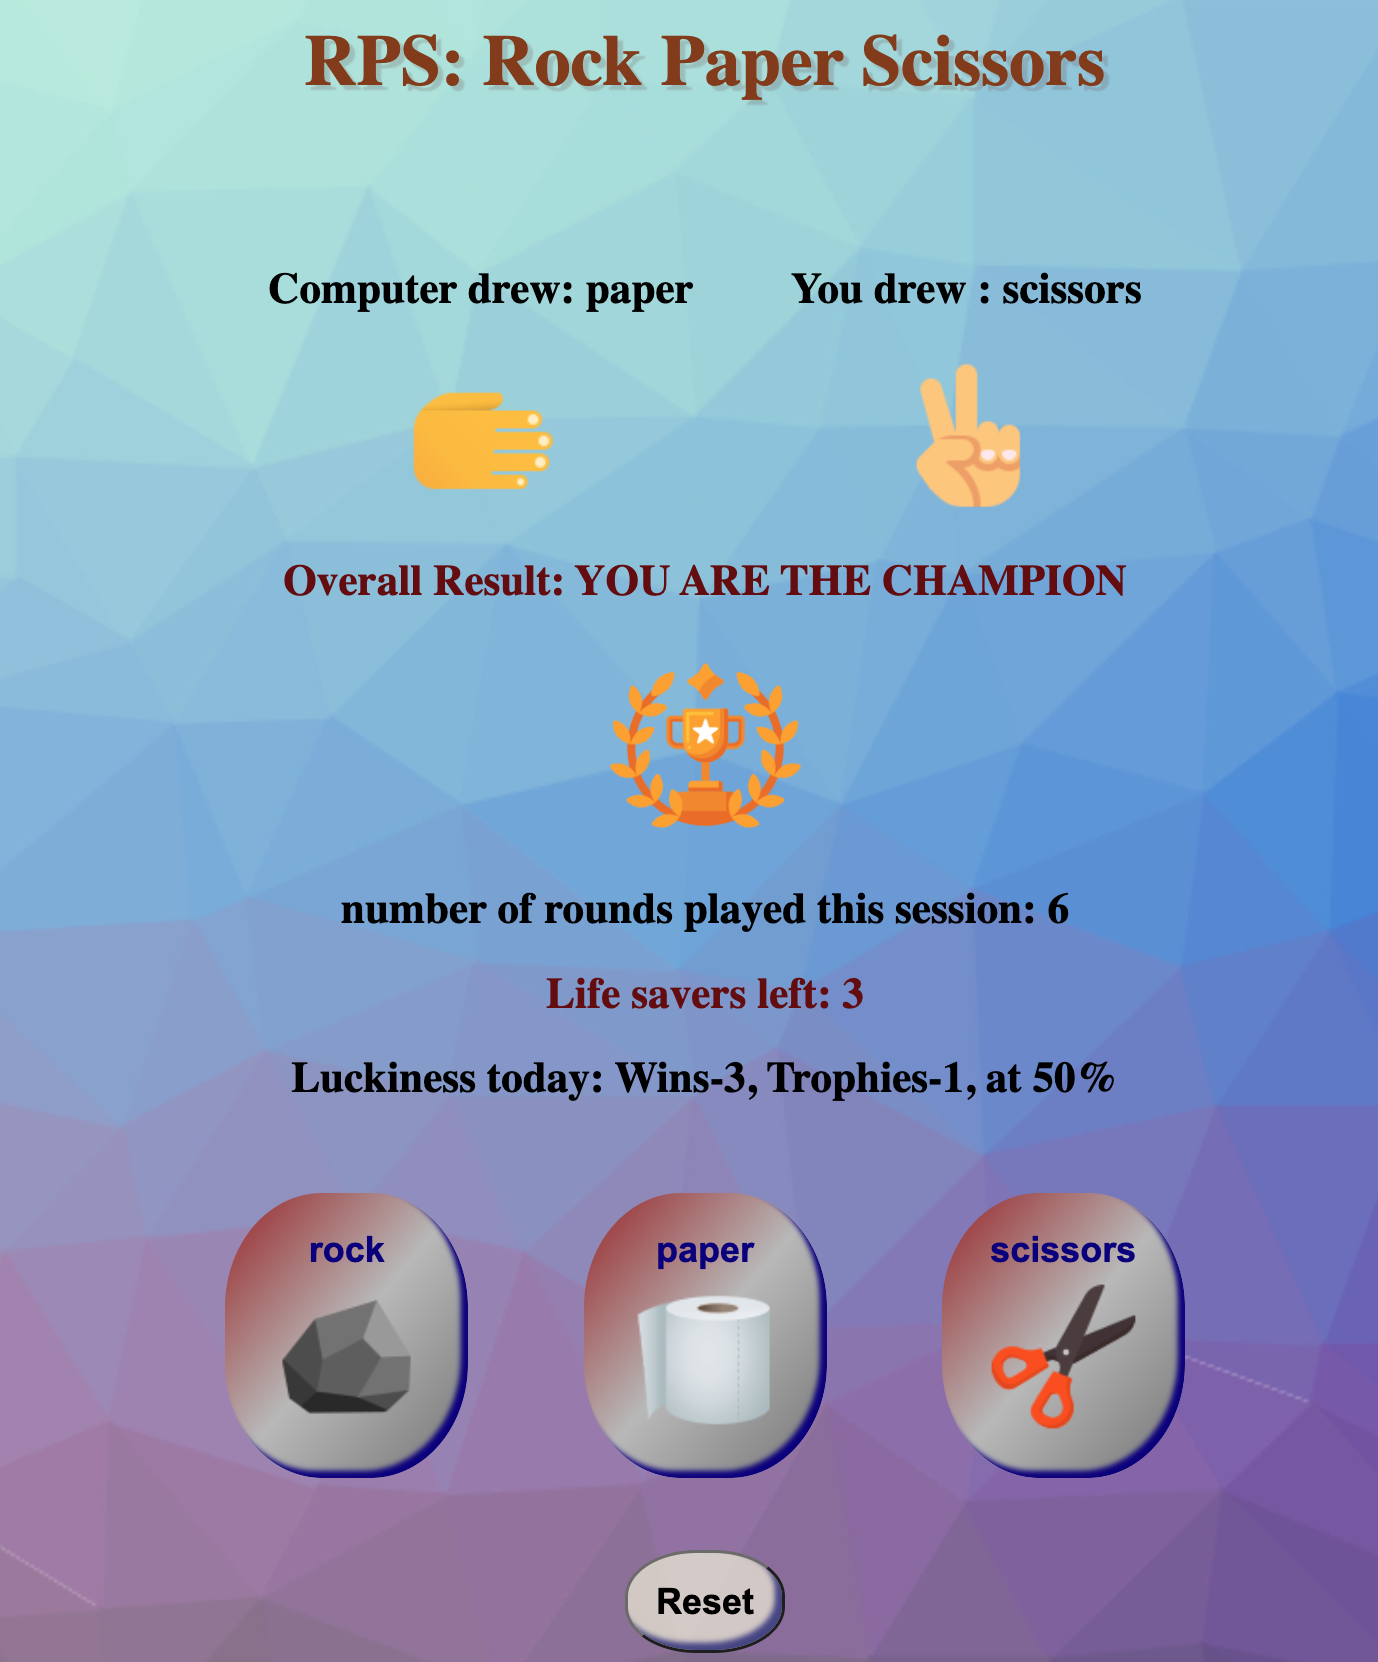 RPS: Rock Paper Scissors
Computer drew: paper
You drew : scissors
Overall Result: YOU ARE THE CHAMPION
number of rounds played this session: 6
Life savers left: 3
Luckiness today: Wins-3, Trophies-1, at 50%
rock
paper
scissors
Reset